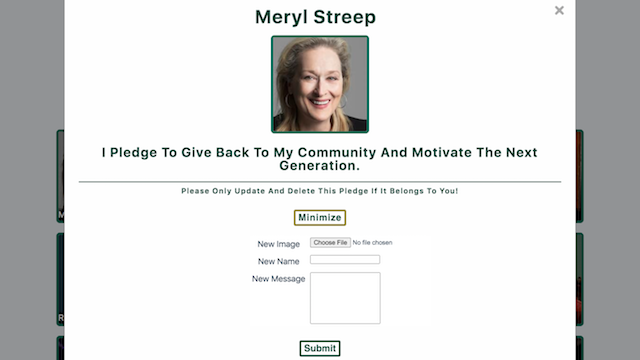 Meryl Streep
×
I Pledge To Give Back To My Community And Motivate The Next
Generation.
Please Only Update And Delete This Pledge If It Belongs To You!
Minimize
New Image Choose File No file chosen
New Name
New Message
Submit
M
R